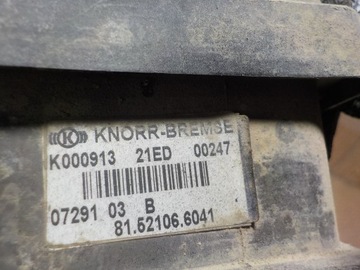 KNORR-BREMSE
K000913 21ED 00247
07291 03 B
81.52106.6041